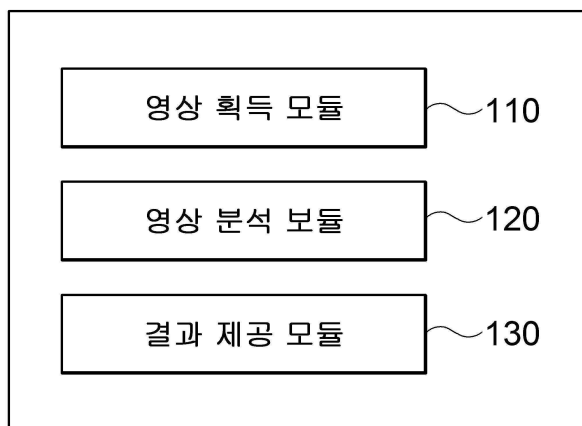 영상 획득 모듈 110
영상 분석 보듈 120
결과 제공 모듈 130